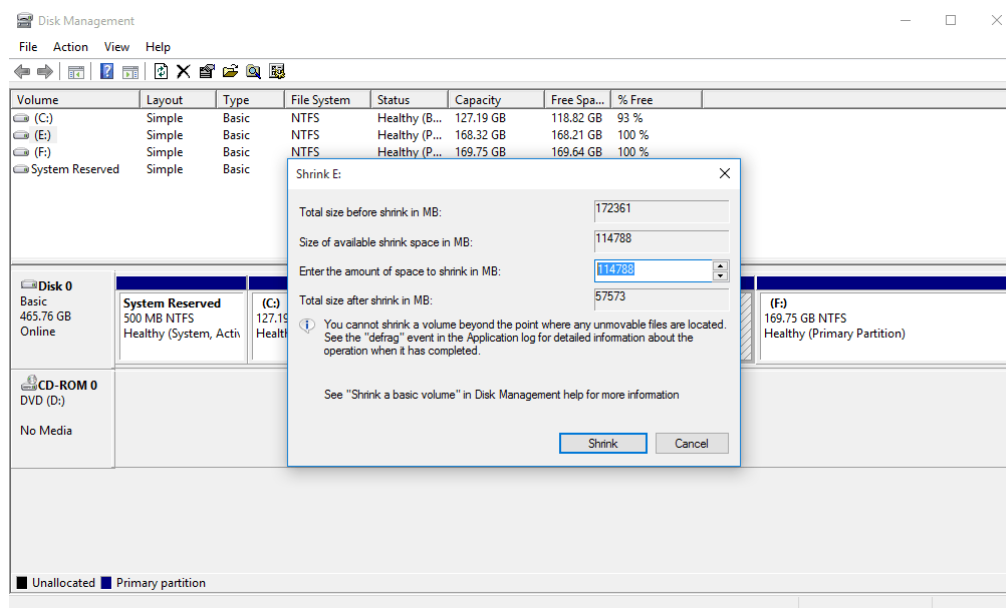 Disk Management
File Action View Help
Volume Layout Type File System Status Capacity Free Spa... % Free
(C:) Simple Basic NTFS Healthy (B... 127.19 GB 118.82 GB 93 %
(E:) Simple Basic NTFS Healthy (P... 168.32 GB 168.21 GB 100 %
(F:) Simple Basic NTFS Healthy (P... 169.75 GB 169.64 GB 100 %
System Reserved Simple Basic
Shrink E:
Total size before shrink in MB: 172361
Size of available shrink space in MB: 114788
Enter the amount of space to shrink in MB: 114788
Total size after shrink in MB: 57573
You cannot shrink a volume beyond the point where any unmovable files are located.
See the "defrag" event in the Application log for detailed information about the
operation when it has completed.
See "Shrink a basic volume" in Disk Management help for more information
Shrink Cancel
Disk 0
Basic
465.76 GB
Online
System Reserved
500 MB NTFS
Healthy (System, Activ
(C:)
127.19
Healt
(F:)
169.75 GB NTFS
Healthy (Primary Partition)
CD-ROM 0
DVD (D:)
No Media
Unallocated Primary partition